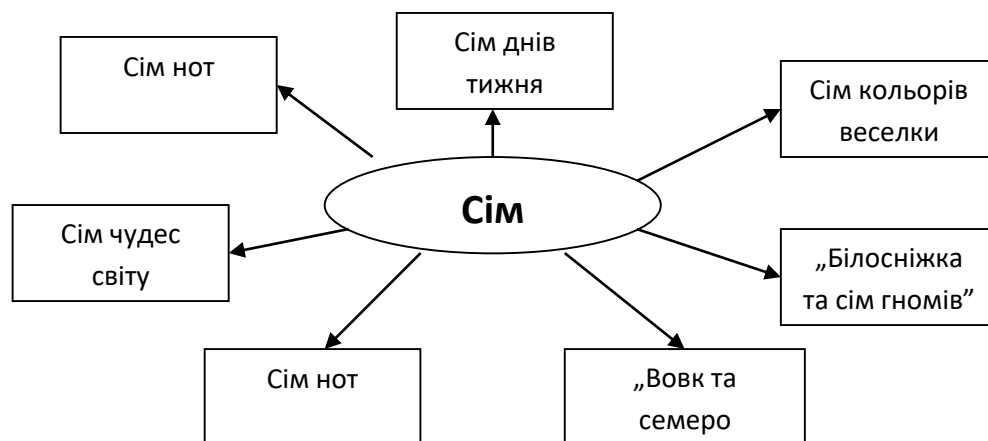 Сім нот
Сім днів
тижня
Сім кольорів
веселки
Сім
Сім чудес
світу
„Білосніжка
та сім гномів”
Сім нот
„Вовк та
семеро